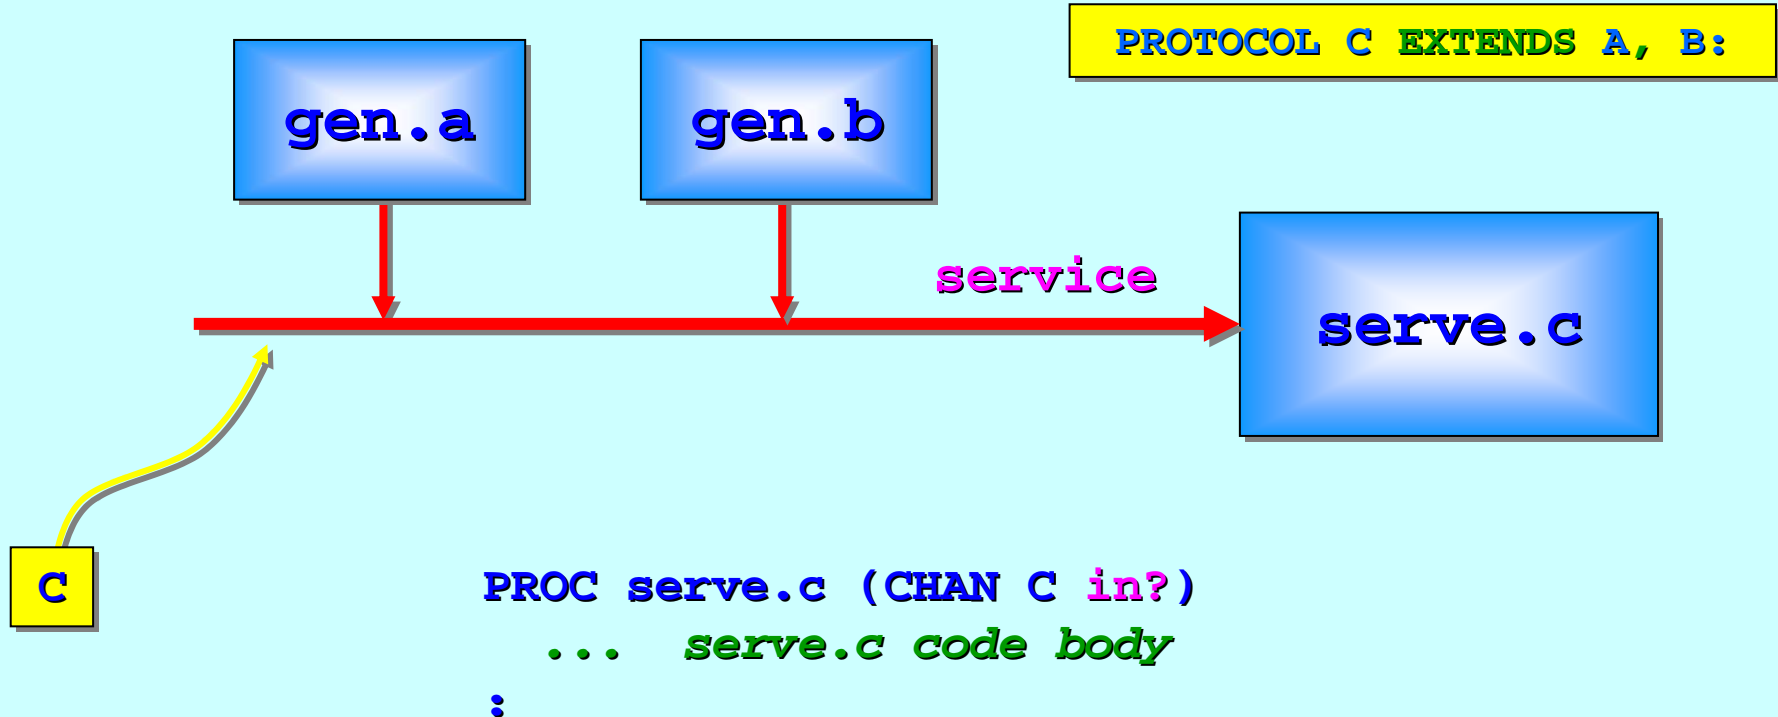 PROTOCOL C EXTENDS A, B:
gen.a
gen.b
service
serve.c
C
PROC serve.c (CHAN C in?)
... serve.c code body
: